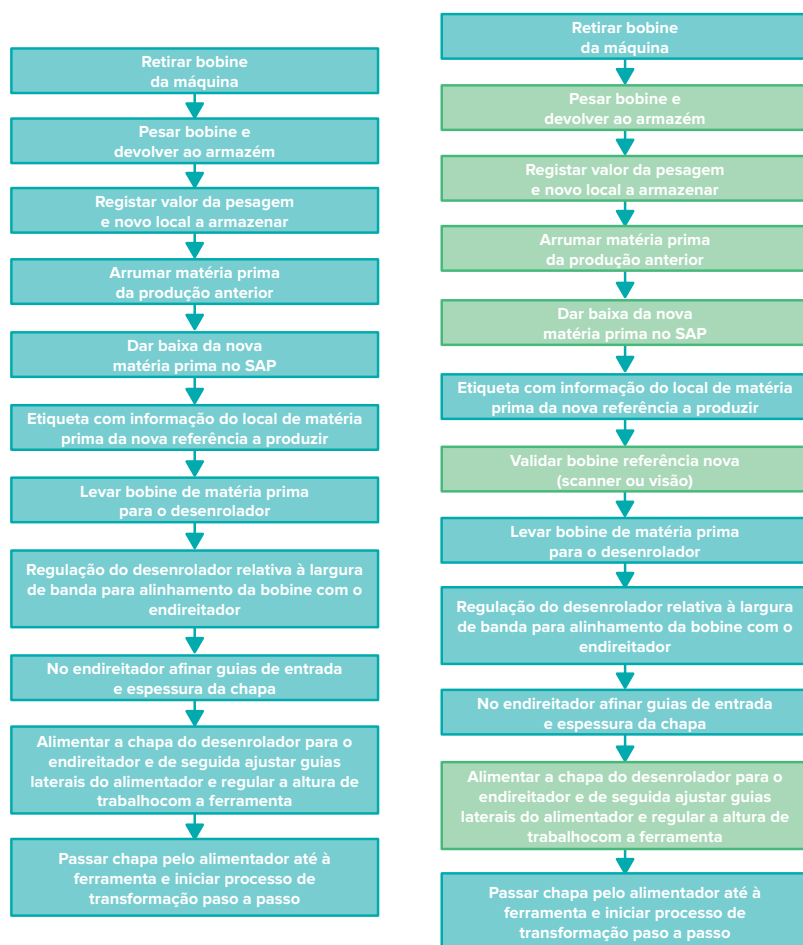 Retirar bobine
da máquina
Pesar bobine e
devolver ao armazém
Registar valor da pesagem
e novo local a armazenar
Arrumar matéria prima
da produção anterior
Dar baixa da nova
matéria prima no SAP
Etiqueta com informação do local de matéria
prima da nova referência a produzir
Levar bobine de matéria prima
para o desenrolador
Regulação do desenrolador relativa à largura
de banda para alinhamento da bobine com o
endireitador
No endireitador afinar guias de entrada
e espessura da chapa
Alimentar a chapa do desenrolador para o
endireitador e de seguida ajustar guias
laterais do alimentador e regular a altura de
trabalhocom a ferramenta
Passar chapa pelo alimentador até à
ferramenta e iniciar processo de
transformação paso a passo
Retirar bobine
da máquina
Pesar bobine e
devolver ao armazém
Registar valor da pesagem
e novo local a armazenar
Arrumar matéria prima
da produção anterior
Dar baixa da nova
matéria prima no SAP
Etiqueta com informação do local de matéria
prima da nova referência a produzir
Validar bobine referência nova
(scanner ou visão)
Levar bobine de matéria prima
para o desenrolador
Regulação do desenrolador relativa à largura
de banda para alinhamento da bobine com o
endireitador
No endireitador afinar guias de entrada
e espessura da chapa
Alimentar a chapa do desenrolador para o
endireitador e de seguida ajustar guias
laterais do alimentador e regular a altura de
trabalhocom a ferramenta
Passar chapa pelo alimentador até à
ferramenta e iniciar processo de
transformação paso a passo